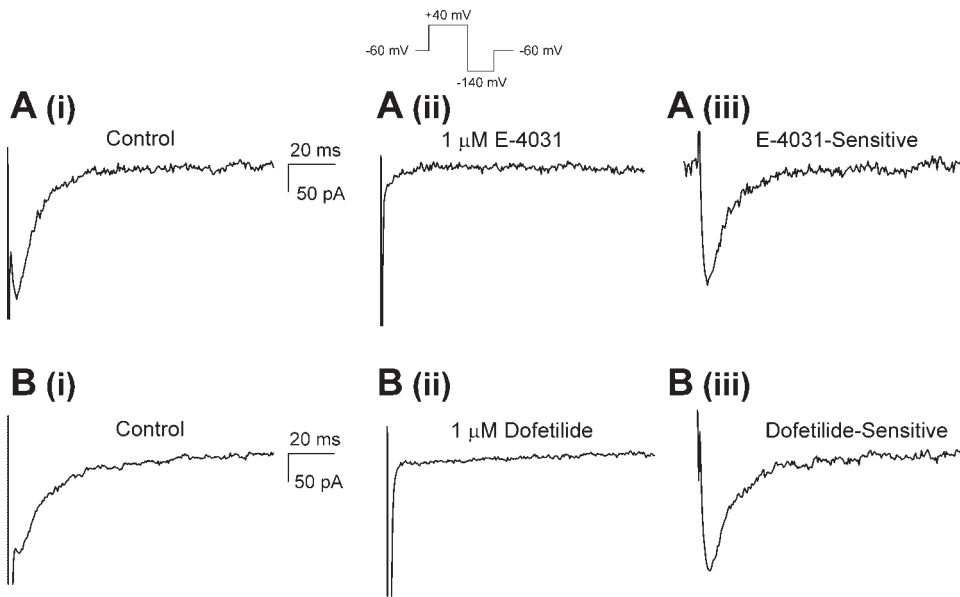 +40 mV
-60 mV
-60 mV
-140 mV
A (i)
A (ii)
A (iii)
Control
1 μM E-4031
E-4031-Sensitive
20 ms
50 pA
B (i)
B (ii)
B (iii)
Control
1 μM Dofetilide
Dofetilide-Sensitive
20 ms
50 pA